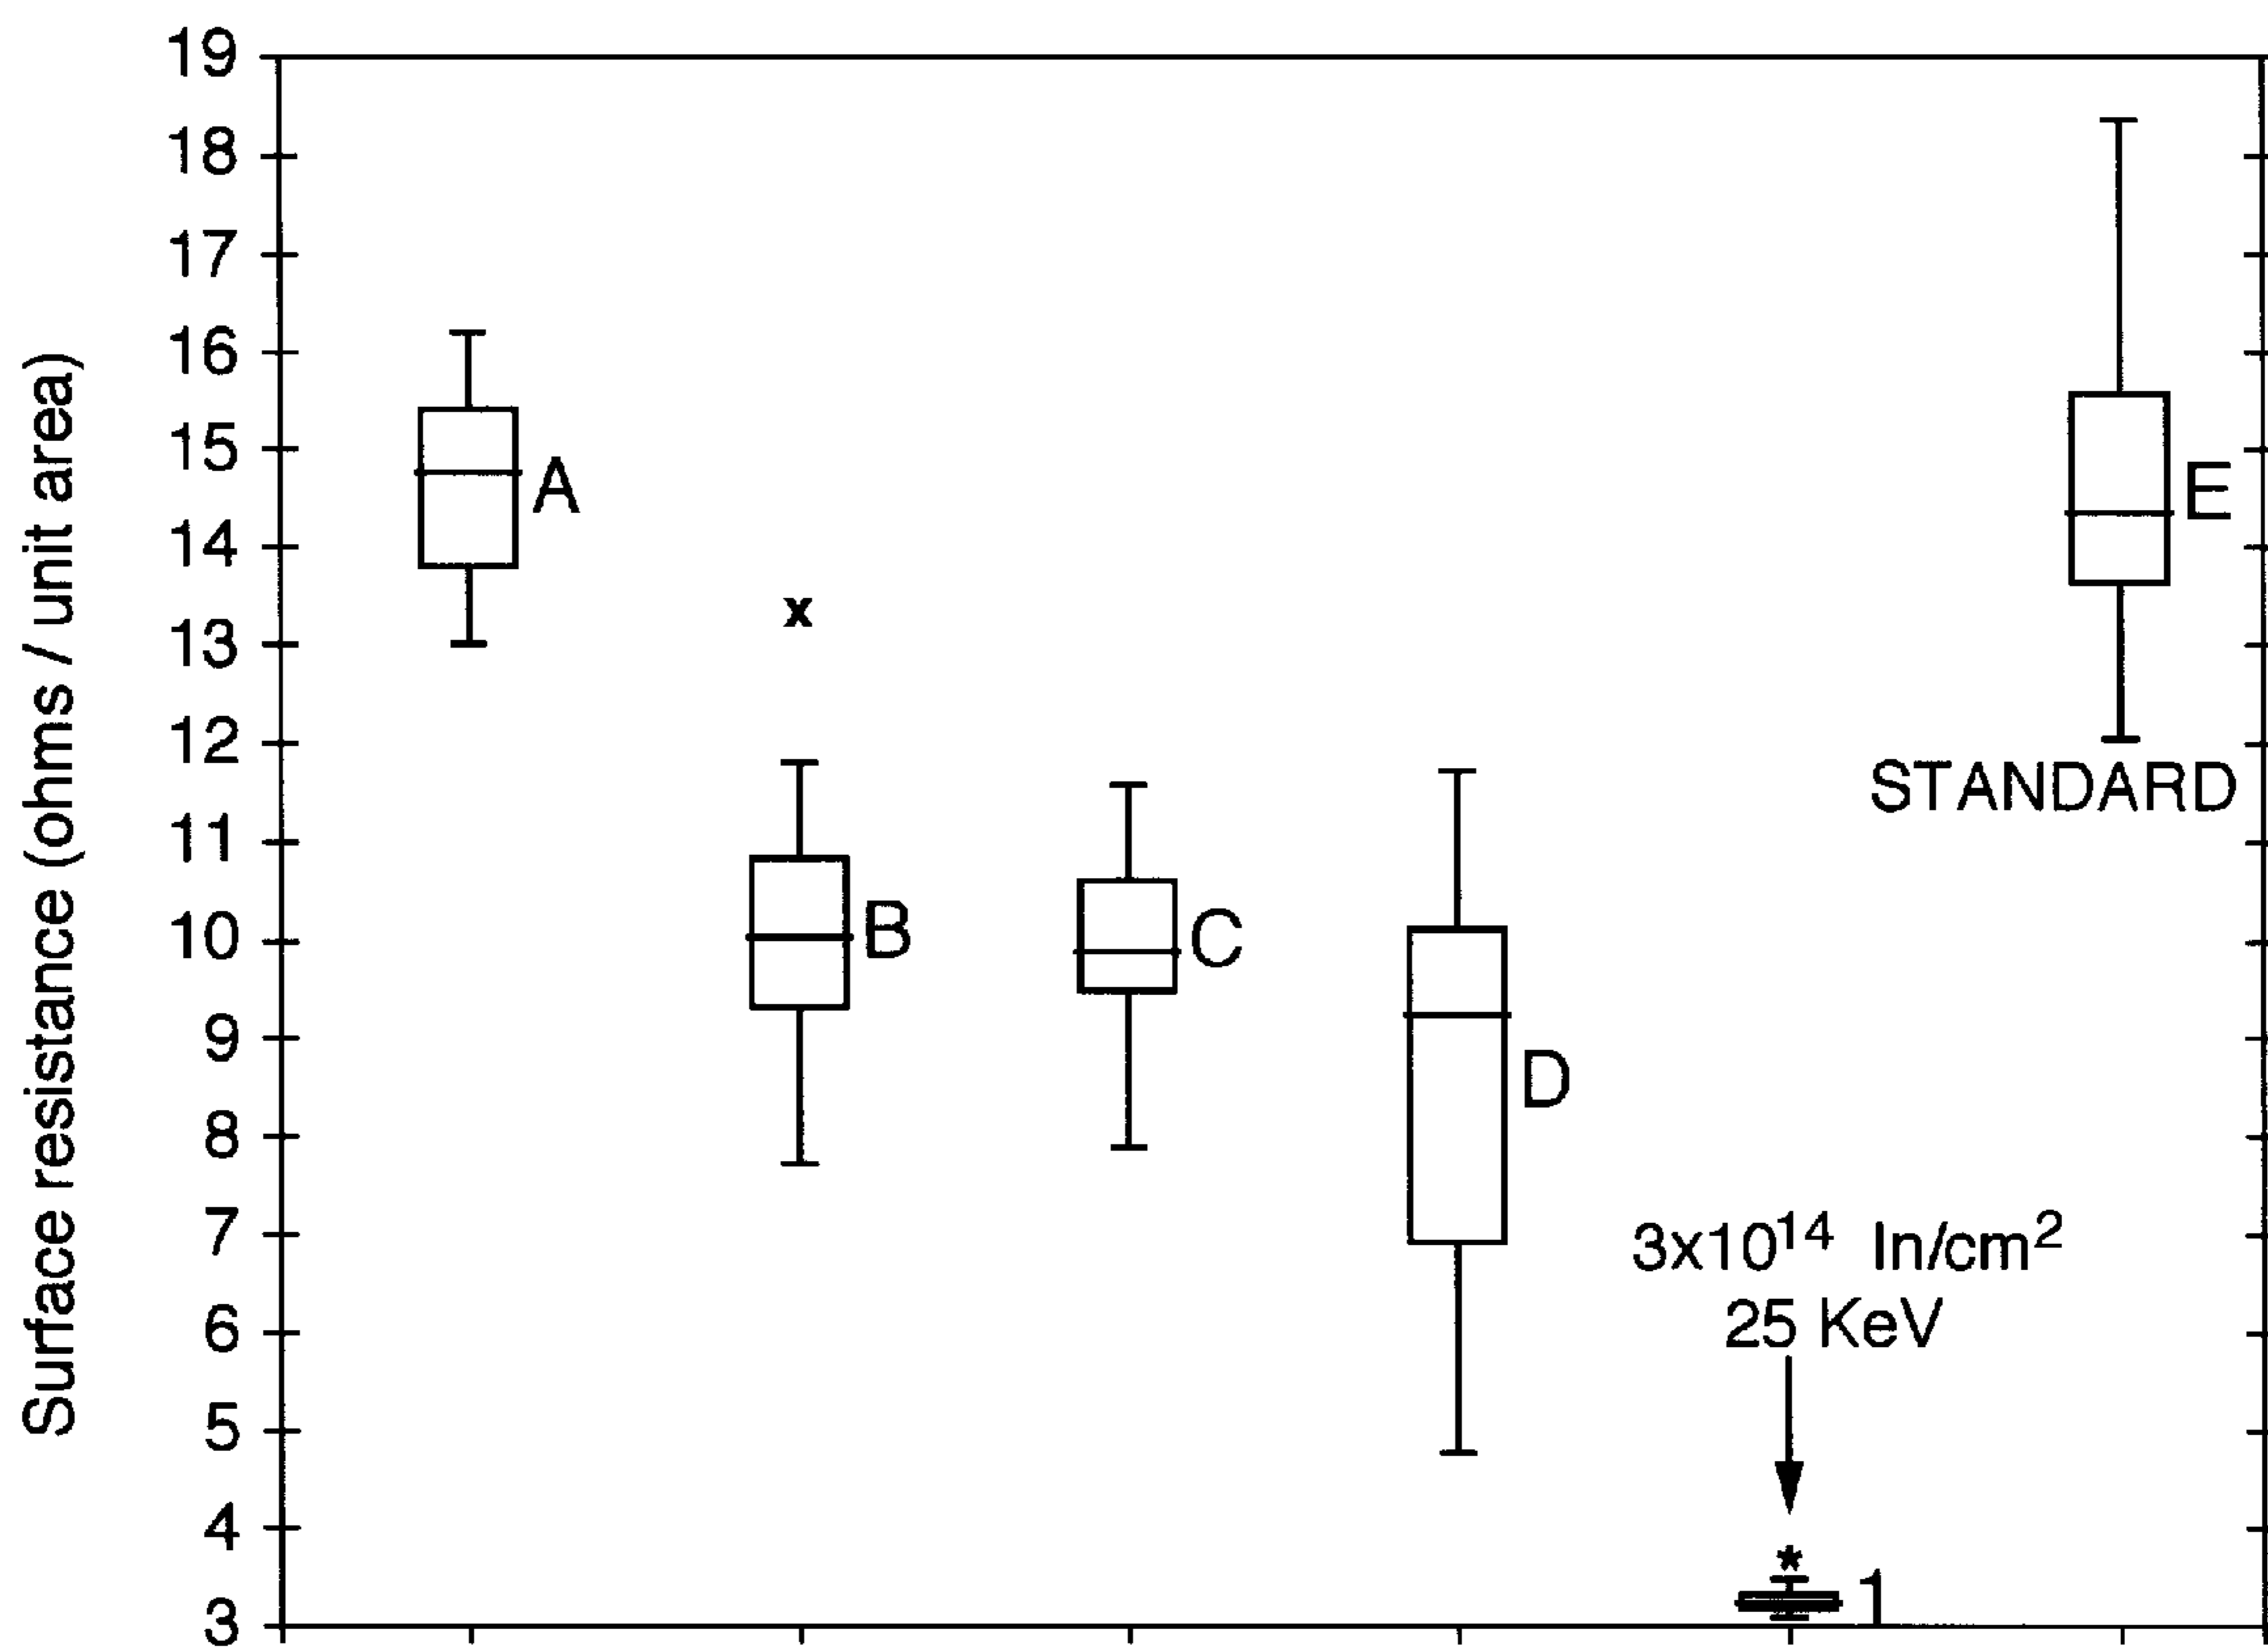 Surface resistance (ohms / unit area)
19
18
17
16
15
14
13
12
11
10
9
8
7
6
5
4
3
A
x
B
C
D
E
STANDARD
3x10¹⁴ In/cm²
25 KeV
*
1